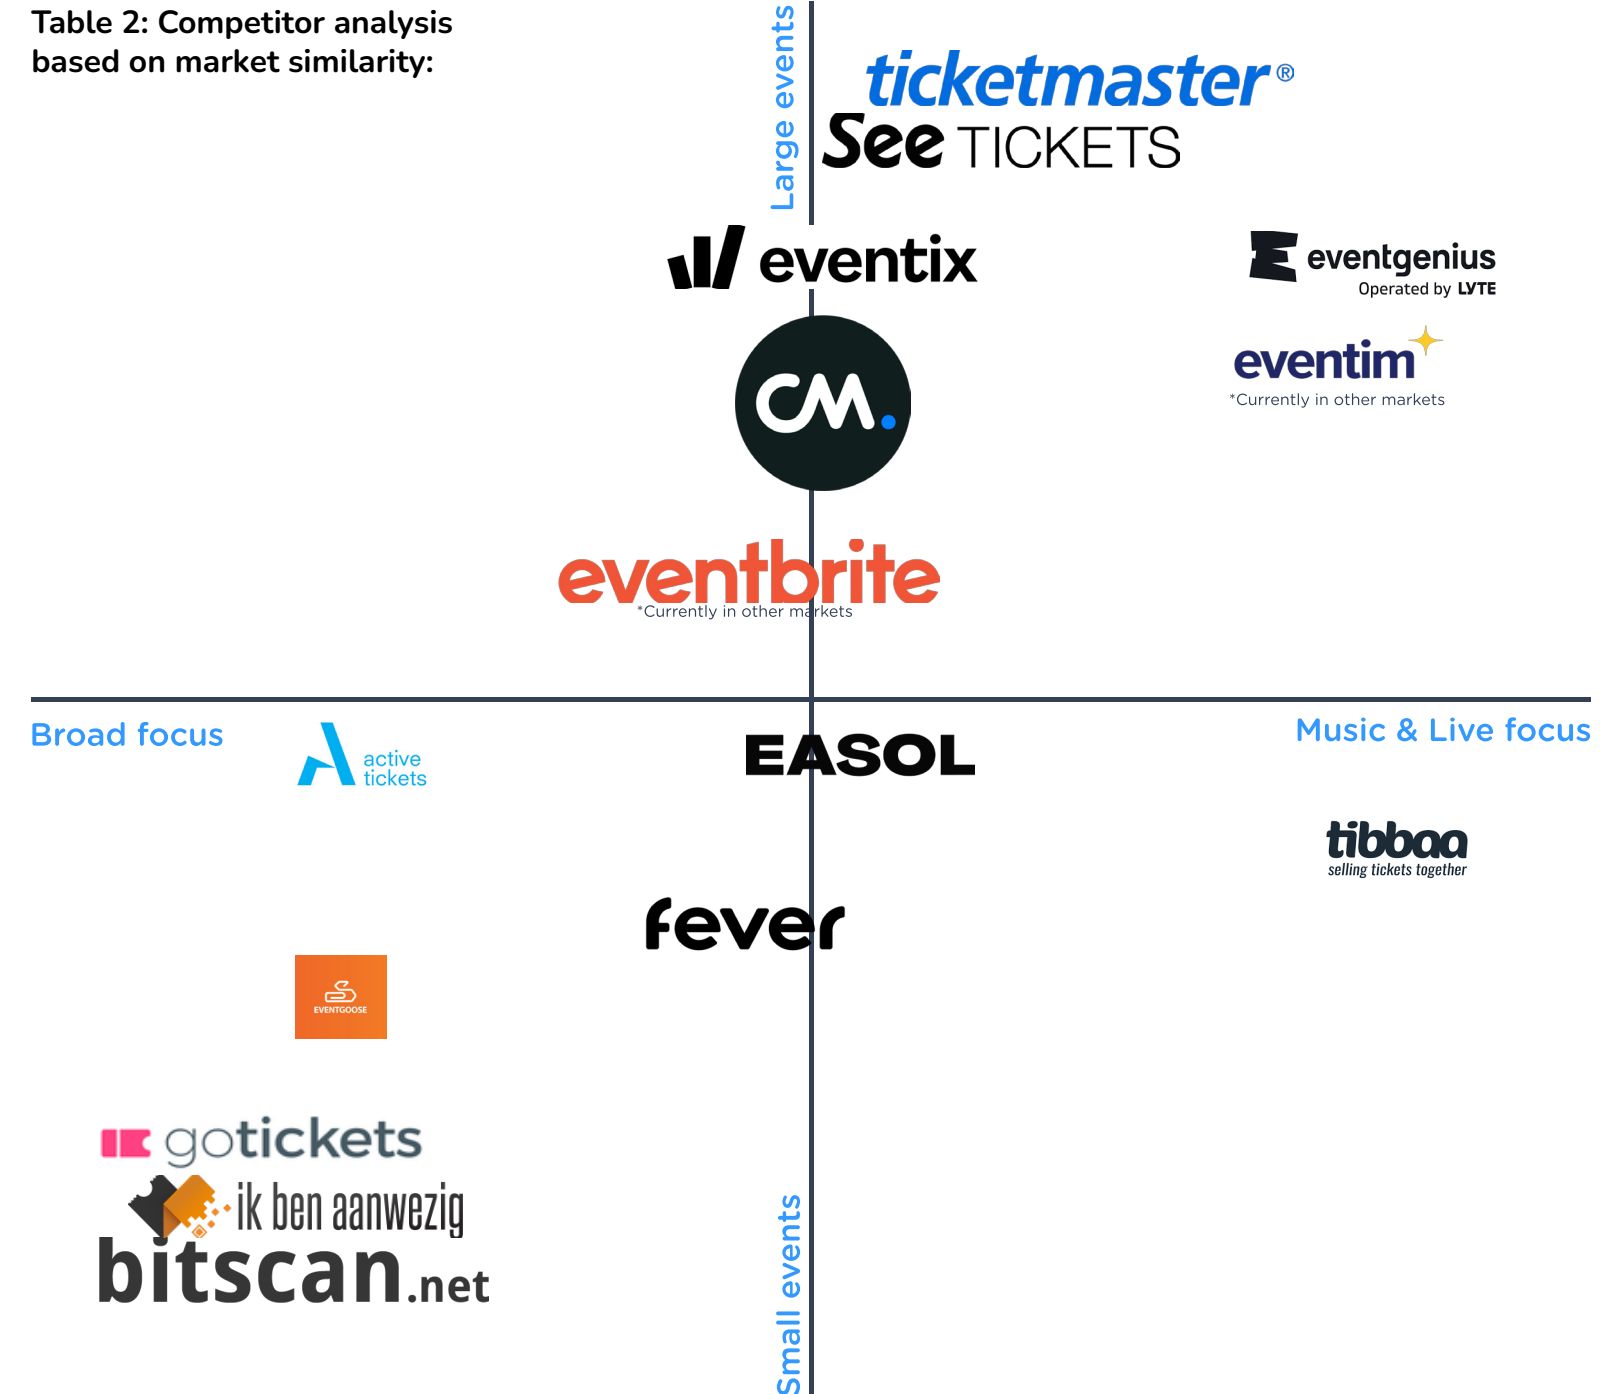 Table 2: Competitor analysis
based on market similarity:
Large events
ticketmaster®
See TICKETS
eventix
eventgenius
Operated by LYTE
CM.
eventim
*Currently in other markets
eventbrite
*Currently in other markets
Broad focus
Music & Live focus
active
tickets
EASOL
tibbaa
selling tickets together
fever
EVENTGOOSE
gotickets
ik ben aanwezig
bitscan.net
Small events